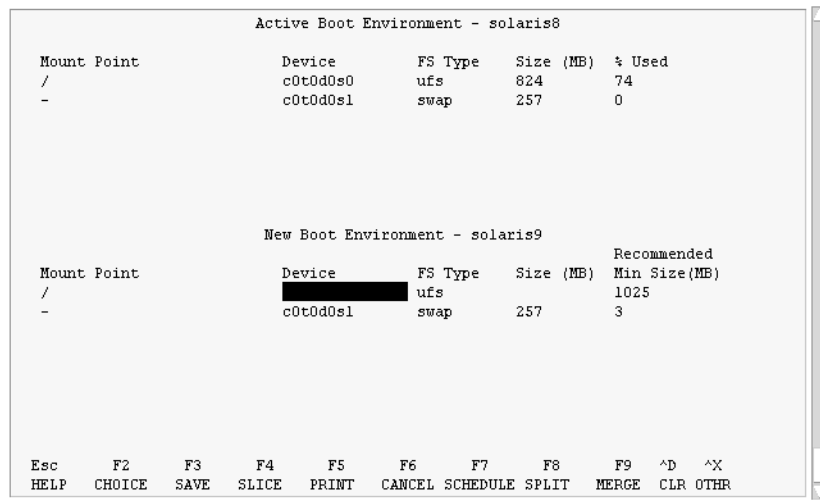 Active Boot Environment - solaris8
Mount Point Device FS Type Size (MB) % Used
/ c0t0d0s0 ufs 824 74
- c0t0d0s1 swap 257 0
New Boot Environment - solaris9
Recommended
Mount Point Device FS Type Size (MB) Min Size(MB)
/ ufs 1025
- c0t0d0s1 swap 257 3
Esc F2 F3 F4 F5 F6 F7 F8 F9 ^D ^X
HELP CHOICE SAVE SLICE PRINT CANCEL SCHEDULE SPLIT MERGE CLR OTHR